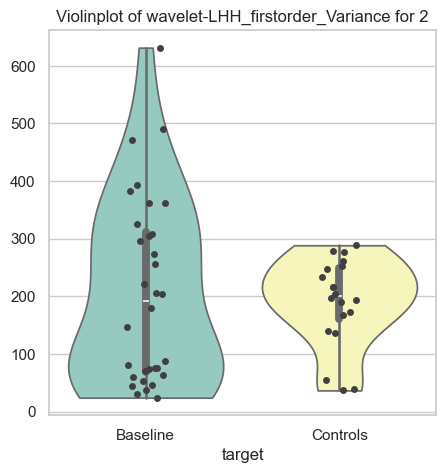 Violinplot of wavelet-LHH_firstorder_Variance for 2
600
500
400
300
200
100
0
Baseline
Controls
target